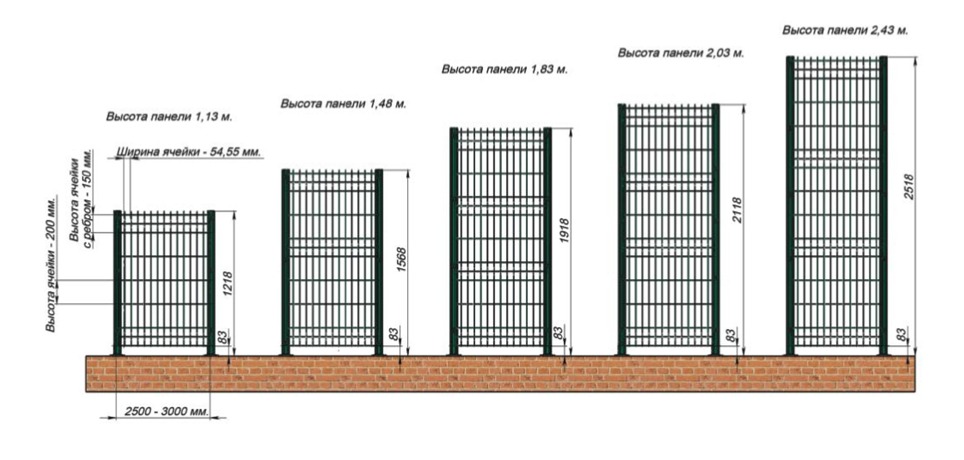 Высота панели 2,43 м.
Высота панели 2,03 м.
Высота панели 1,83 м.
Высота панели 1,48 м.
Высота панели 1,13 м.
Ширина ячейки - 54,55 мм.
Высота ячейки
с ребром - 150 мм.
Высота ячейки - 200 мм.
1218
83
1568
83
1918
83
2118
83
2518
83
2500 - 3000 мм.